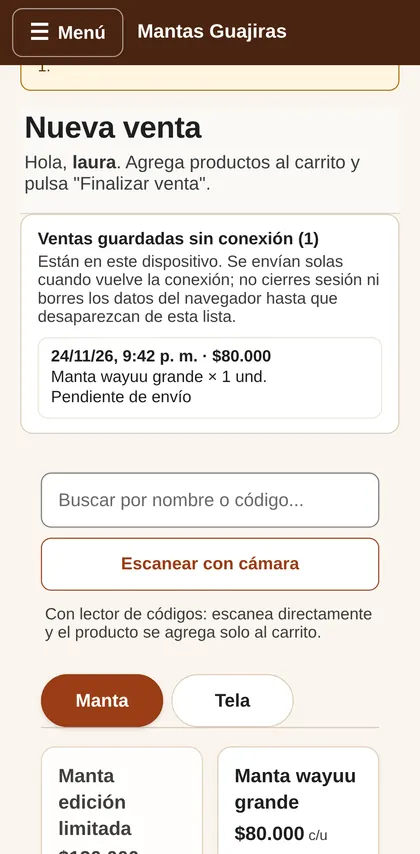 ☰ Menú
Mantas Guajiras
1.
Nueva venta
Hola, laura. Agrega productos al carrito y
pulsa "Finalizar venta".
Ventas guardadas sin conexión (1)
Están en este dispositivo. Se envían solas
cuando vuelve la conexión; no cierres sesión ni
borres los datos del navegador hasta que
desaparezcan de esta lista.
24/11/26, 9:42 p. m. · $80.000
Manta wayuu grande × 1 und.
Pendiente de envío
Buscar por nombre o código...
Escanear con cámara
Con lector de códigos: escanea directamente
y el producto se agrega solo al carrito.
Manta
Tela
Manta
edición
limitada
Manta wayuu
grande
$80.000 c/u